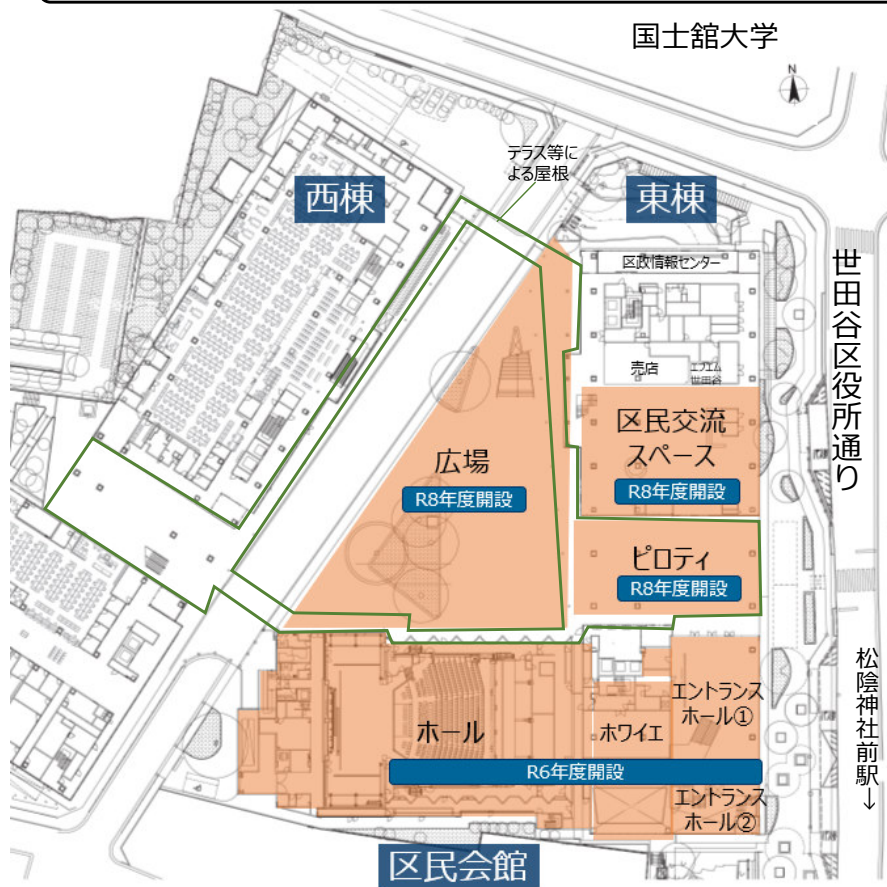 国士舘大学
N
テラス等に
よる屋根
西棟
東棟
区政情報センター
世田谷区役所通り
売店
エフエム
世田谷
区民交流
スペース
R8年度開設
広場
R8年度開設
ピロティ
R8年度開設
松陰神社前駅↓
エントランス
ホール①
ホール
ホワイエ
R6年度開設
エントランス
ホール②
区民会館